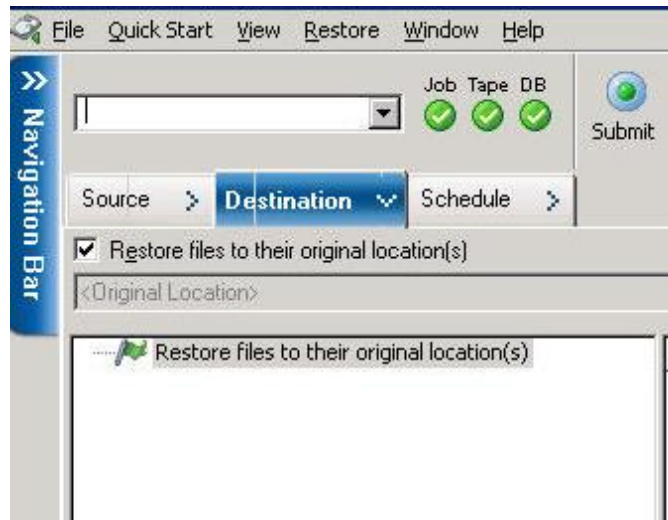 File Quick Start View Restore Window Help
Navigation Bar
Job Tape DB
Submit
Source Destination Schedule
Restore files to their original location(s)
<Original Location>
Restore files to their original location(s)